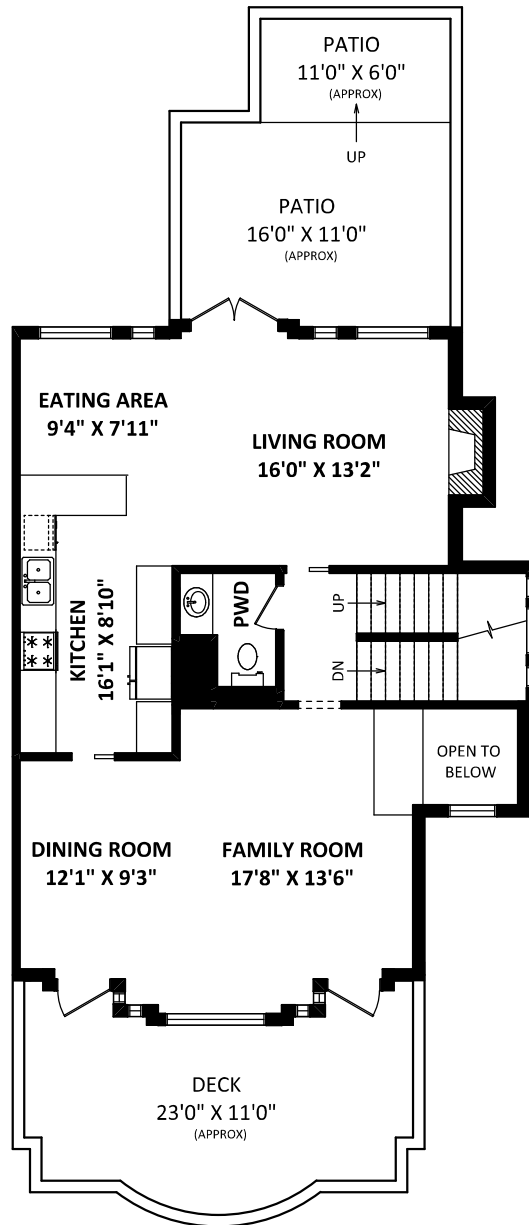 PATIO
11'0" X 6'0"
(APPROX)
UP
PATIO
16'0" X 11'0"
(APPROX)
EATING AREA
9'4" X 7'11"
LIVING ROOM
16'0" X 13'2"
KITCHEN
16'1" X 8'10"
PWD
UP
DN
OPEN TO
BELOW
DINING ROOM
12'1" X 9'3"
FAMILY ROOM
17'8" X 13'6"
DECK
23'0" X 11'0"
(APPROX)